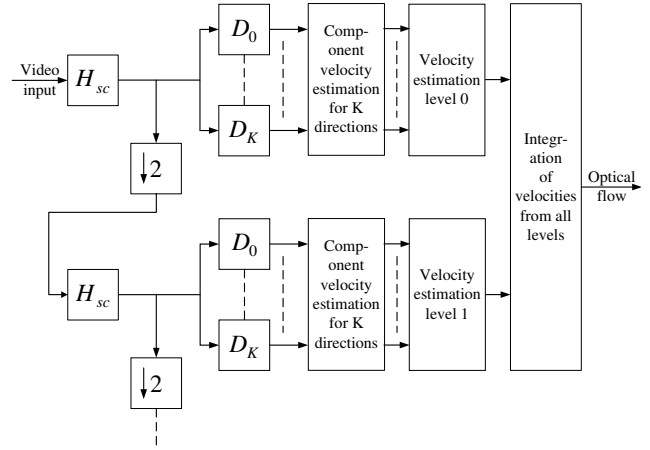 Video
input
H_sc
D_0
D_K
Comp-
onent
velocity
estimation
for K
directions
Velocity
estimation
level 0
↓2
Integr-
ation
of
velocities
from all
levels
Optical
flow
H_sc
D_0
D_K
Comp-
onent
velocity
estimation
for K
directions
Velocity
estimation
level 1
↓2